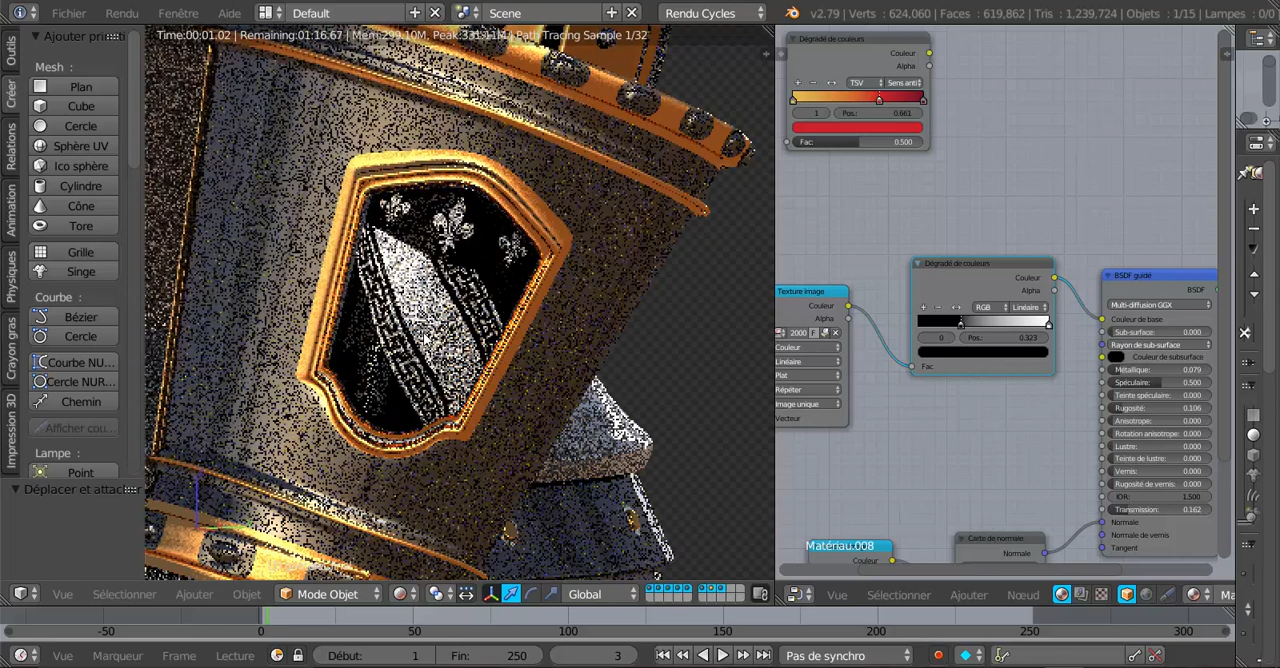 Fichier Rendu Fenêtre Aide Default Scene Rendu Cycles v2.79 | Verts : 624,060 | Faces : 619,862 | Tris : 1,239,724 | Objets : 1/15 | Lampes : 0/0
Time:00:01.02 | Remaining:01:16.67 | Mem:299.10M, Peak:331.11M | Path Tracing Sample 1/32
Outils
Créer
Relations
Animation
Physiques
Crayon gras
Impression 3D
Mesh :
Plan
Cube
Cercle
Sphère UV
Ico sphère
Cylindre
Cône
Tore
Grille
Singe
Courbe :
Bézier
Cercle
Courbe NU...
Cercle NUR...
Chemin
Afficher cou...
Lampe :
Point
Dégradé de couleurs
Couleur
Alpha
TSV
Sens anti
1 Pos.: 0.661
Fac: 0.500
Texture image
Couleur
Alpha
2000 F
Couleur
Linéaire
Plat
Répéter
Image unique
Vecteur
Dégradé de couleurs
Couleur
Alpha
RGB Linéaire
0 Pos.: 0.323
Fac
BSDF guidé
BSDF
Multi-diffusion GGX
Couleur de base
Sub-surface: 0.000
Rayon de sub-surface
Couleur de subsurface
Métallique: 0.079
Spéculaire: 0.500
Teinte spéculaire: 0.000
Rugosité: 0.106
Anisotrope: 0.000
Rotation anisotrope: 0.000
Lustre: 0.000
Teinte de lustre: 0.000
Vernis: 0.000
Rugosité de vernis: 0.000
IOR: 1.500
Transmission: 0.162
Normale
Normale de vernis
Tangent
Matériau.008
Couleur
Carte de normale
Normale
Vue Sélectionner Ajouter Objet Mode Objet Global
Vue Sélectionner Ajouter Nœud Ma
-50 0 50 100 150 200 250 300
Vue Marqueur Frame Lecture Début: 1 Fin: 250 3 Pas de synchro